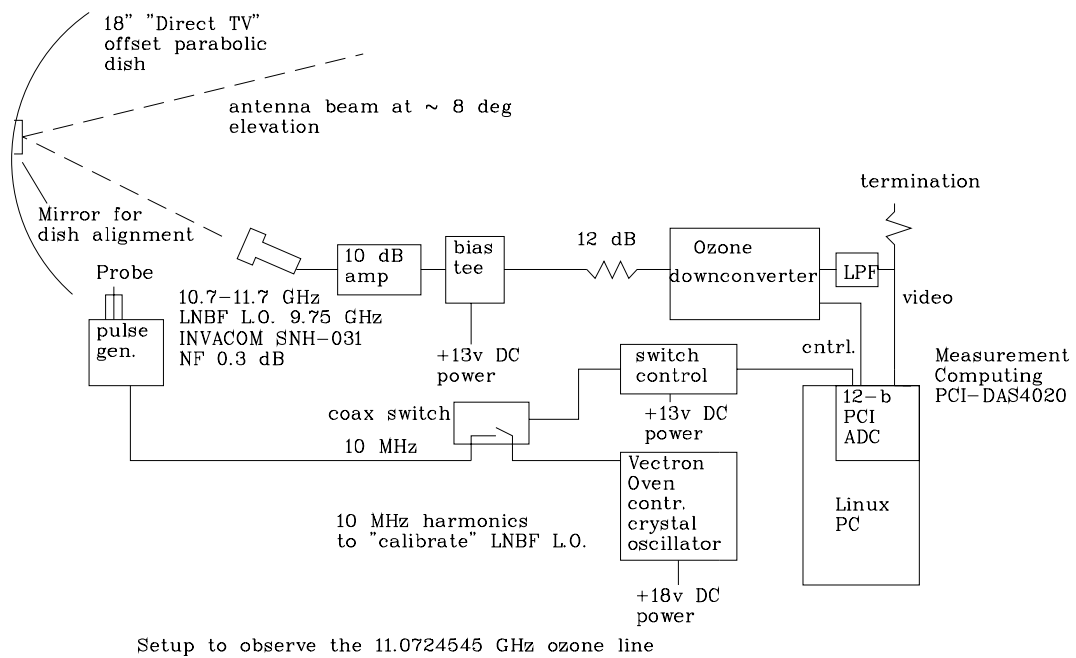 18" "Direct TV"
offset parabolic
dish
antenna beam at ~ 8 deg
elevation
termination
Mirror for
dish alignment
12 dB
bias
tee
10 dB
amp
Ozone
downconverter
LPF
Probe
10.7-11.7 GHz
LNBF L.O. 9.75 GHz
INVACOM SNH-031
NF 0.3 dB
video
pulse
gen.
+13v DC
power
cntrl.
switch
control
Measurement
Computing
PCI-DAS4020
12-b
PCI
ADC
coax switch
+13v DC
power
10 MHz
Vectron
Oven
contr.
crystal
oscillator
Linux
PC
10 MHz harmonics
to "calibrate" LNBF L.O.
+18v DC
power
Setup to observe the 11.0724545 GHz ozone line